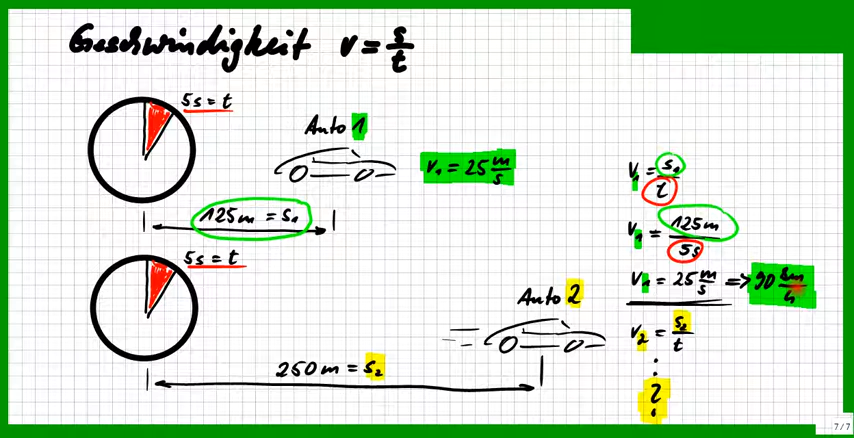 Geschwindigkeit v = s/t
5s = t
Auto 1
v₁ = 25 m/s
125m = s₁
v₁ = s₁/t
v₁ = 125m/5s
v₁ = 25 m/s => 90 km/h
5s = t
Auto 2
250m = s₂
v₂ = s₂/t
⋮
?
7/7